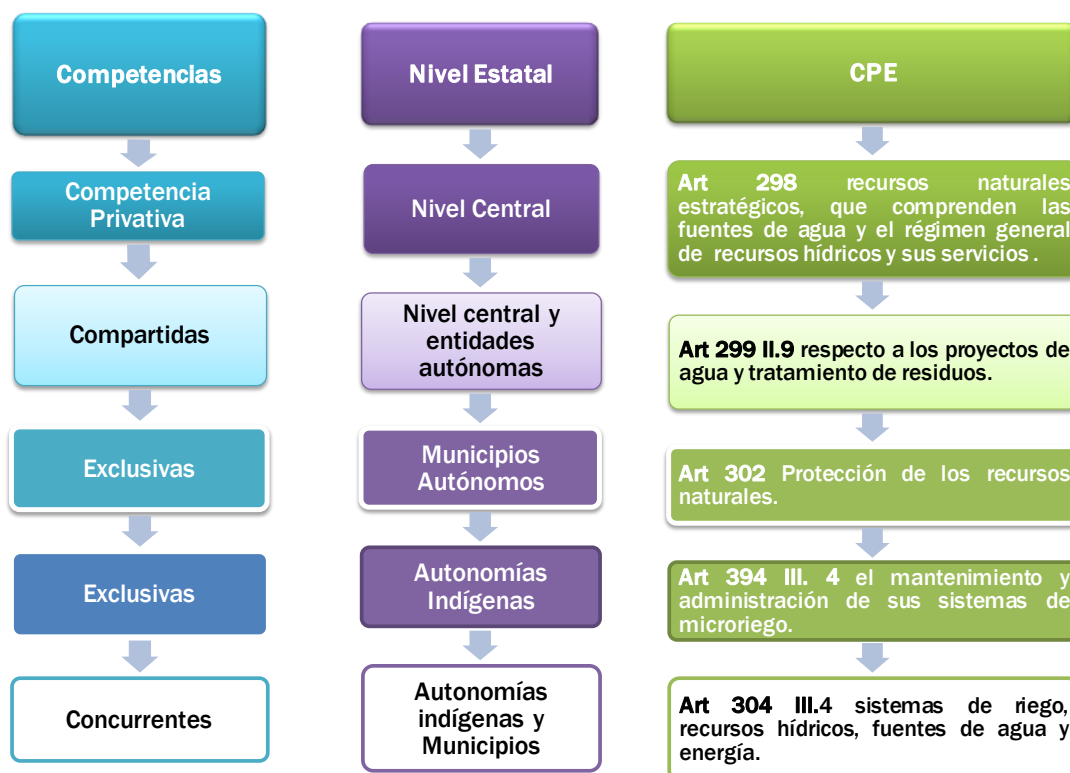 Competencias
Nivel Estatal
CPE
Competencia
Privativa
Nivel Central
Art 298 recursos naturales
estratégicos, que comprenden las
fuentes de agua y el régimen general
de recursos hídricos y sus servicios .
Compartidas
Nivel central y
entidades
autónomas
Art 299 II.9 respecto a los proyectos de
agua y tratamiento de residuos.
Exclusivas
Municipios
Autónomos
Art 302 Protección de los recursos
naturales.
Exclusivas
Autonomías
Indígenas
Art 394 III. 4 el mantenimiento y
administración de sus sistemas de
microriego.
Concurrentes
Autonomías
indígenas y
Municipios
Art 304 III.4 sistemas de riego,
recursos hídricos, fuentes de agua y
energía.